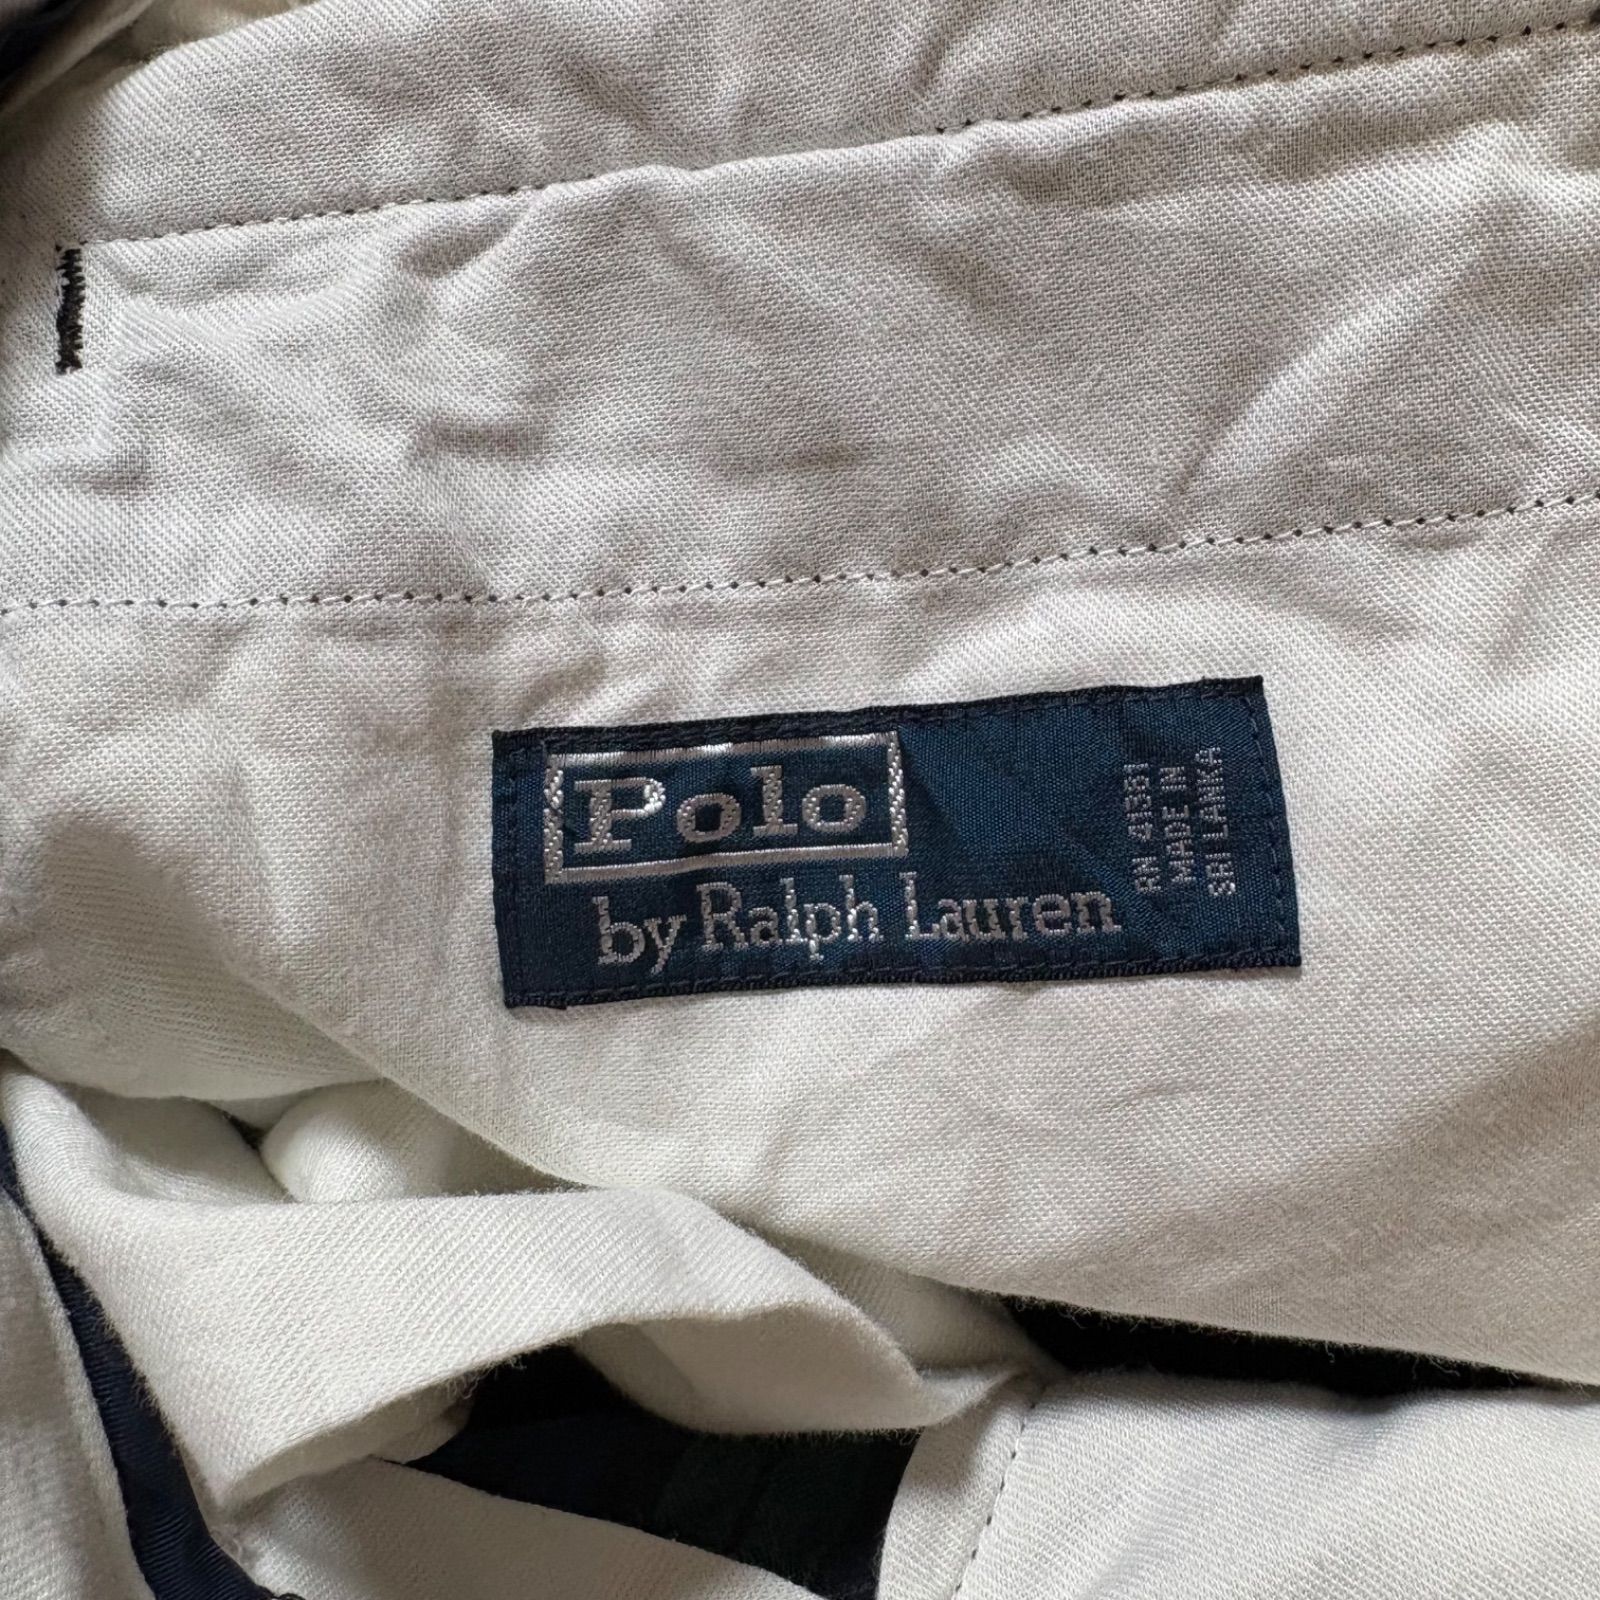 Polo
by Ralph Lauren
RN 41381
MADE IN
SRI LANKA